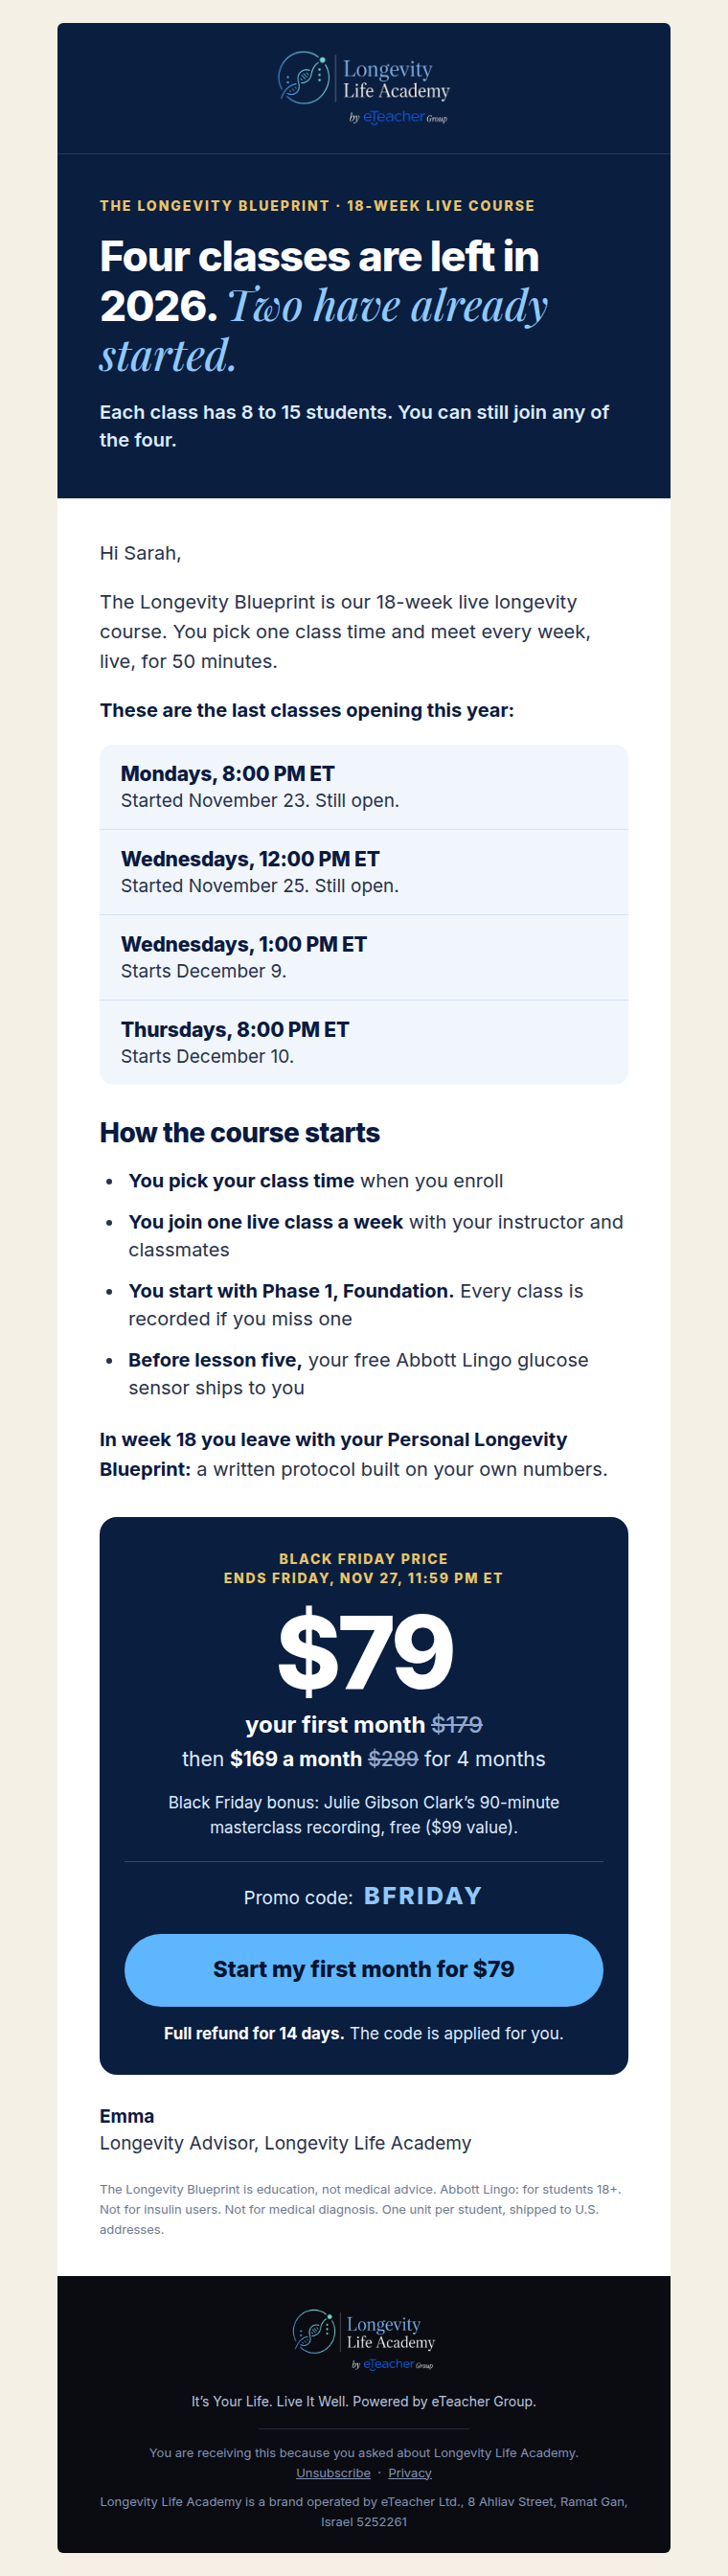 Longevity
Life Academy
by eTeacher Group
THE LONGEVITY BLUEPRINT · 18-WEEK LIVE COURSE
Four classes are left in
2026. Two have already
started.
Each class has 8 to 15 students. You can still join any of
the four.
Hi Sarah,
The Longevity Blueprint is our 18-week live longevity
course. You pick one class time and meet every week,
live, for 50 minutes.
These are the last classes opening this year:
Mondays, 8:00 PM ET
Started November 23. Still open.
Wednesdays, 12:00 PM ET
Started November 25. Still open.
Wednesdays, 1:00 PM ET
Starts December 9.
Thursdays, 8:00 PM ET
Starts December 10.
How the course starts
• You pick your class time when you enroll
• You join one live class a week with your instructor and
classmates
• You start with Phase 1, Foundation. Every class is
recorded if you miss one
• Before lesson five, your free Abbott Lingo glucose
sensor ships to you
In week 18 you leave with your Personal Longevity
Blueprint: a written protocol built on your own numbers.
BLACK FRIDAY PRICE
ENDS FRIDAY, NOV 27, 11:59 PM ET
$79
your first month $179
then $169 a month $289 for 4 months
Black Friday bonus: Julie Gibson Clark’s 90-minute
masterclass recording, free ($99 value).
Promo code: BFRIDAY
Start my first month for $79
Full refund for 14 days. The code is applied for you.
Emma
Longevity Advisor, Longevity Life Academy
The Longevity Blueprint is education, not medical advice. Abbott Lingo: for students 18+.
Not for insulin users. Not for medical diagnosis. One unit per student, shipped to U.S.
addresses.
Longevity
Life Academy
by eTeacher Group
It’s Your Life. Live It Well. Powered by eTeacher Group.
You are receiving this because you asked about Longevity Life Academy.
Unsubscribe · Privacy
Longevity Life Academy is a brand operated by eTeacher Ltd., 8 Ahliav Street, Ramat Gan,
Israel 5252261